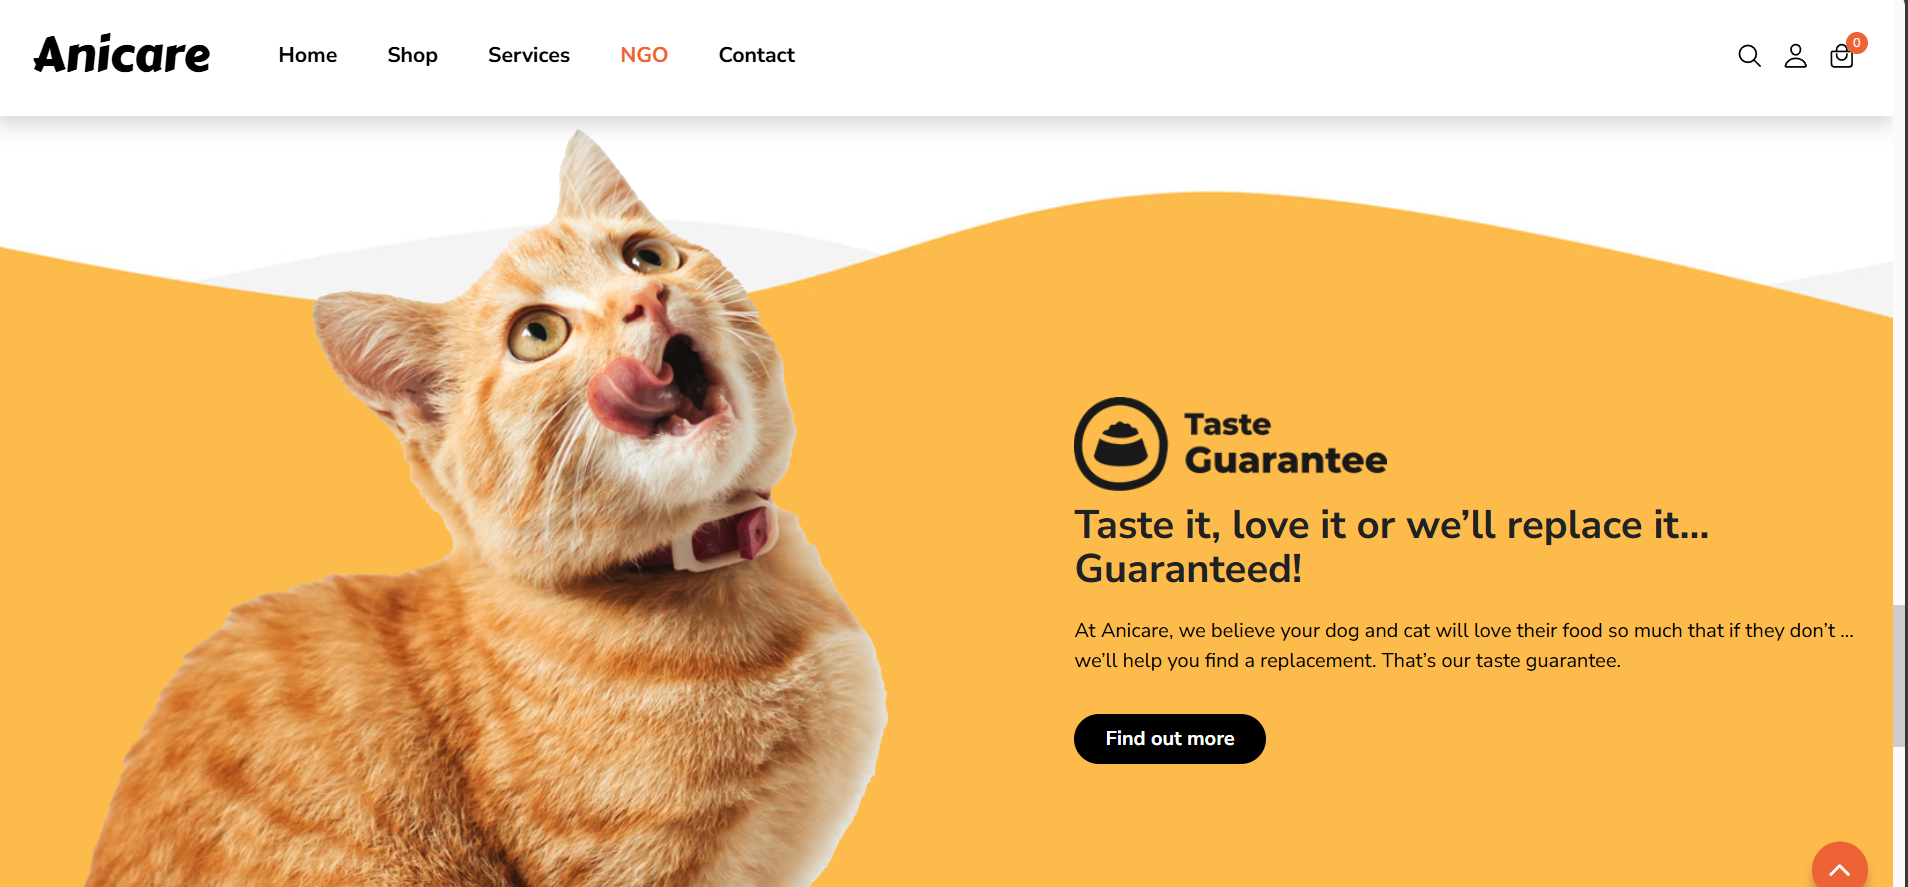 Anicare
Home
Shop
Services
NGO
Contact
0
Taste
Guarantee
Taste it, love it or we’ll replace it...
Guaranteed!
At Anicare, we believe your dog and cat will love their food so much that if they don’t ...
we’ll help you find a replacement. That’s our taste guarantee.
Find out more